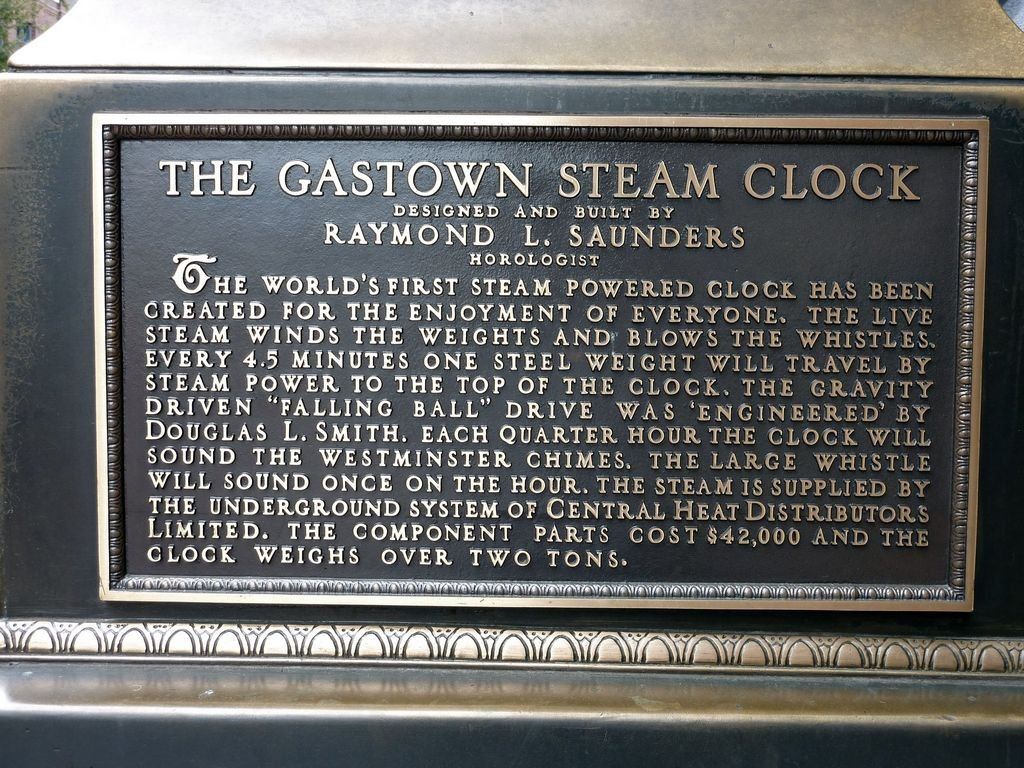 THE GASTOWN STEAM CLOCK
DESIGNED AND BUILT BY
RAYMOND L. SAUNDERS
HOROLOGIST
THE WORLD'S FIRST STEAM POWERED CLOCK HAS BEEN
CREATED FOR THE ENJOYMENT OF EVERYONE. THE LIVE
STEAM WINDS THE WEIGHTS AND BLOWS THE WHISTLES.
EVERY 4.5 MINUTES ONE STEEL WEIGHT WILL TRAVEL BY
STEAM POWER TO THE TOP OF THE CLOCK. THE GRAVITY
DRIVEN "FALLING BALL" DRIVE WAS 'ENGINEERED' BY
DOUGLAS L. SMITH. EACH QUARTER HOUR THE CLOCK WILL
SOUND THE WESTMINSTER CHIMES. THE LARGE WHISTLE
WILL SOUND ONCE ON THE HOUR. THE STEAM IS SUPPLIED BY
THE UNDERGROUND SYSTEM OF CENTRAL HEAT DISTRIBUTORS
LIMITED. THE COMPONENT PARTS COST $42,000 AND THE
CLOCK WEIGHS OVER TWO TONS.